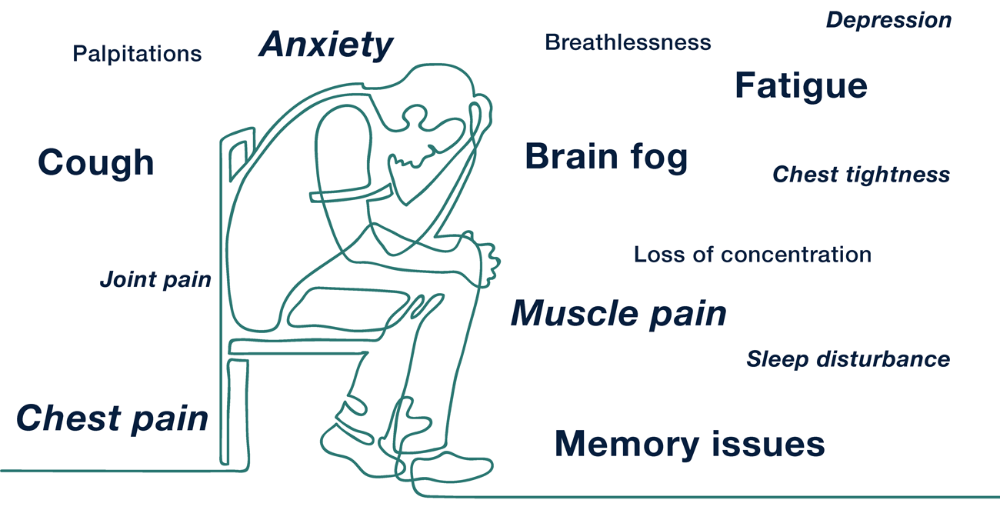 Depression
Anxiety
Breathlessness
Palpitations
Fatigue
Brain fog
Cough
Chest tightness
Loss of concentration
Joint pain
Muscle pain
Sleep disturbance
Chest pain
Memory issues